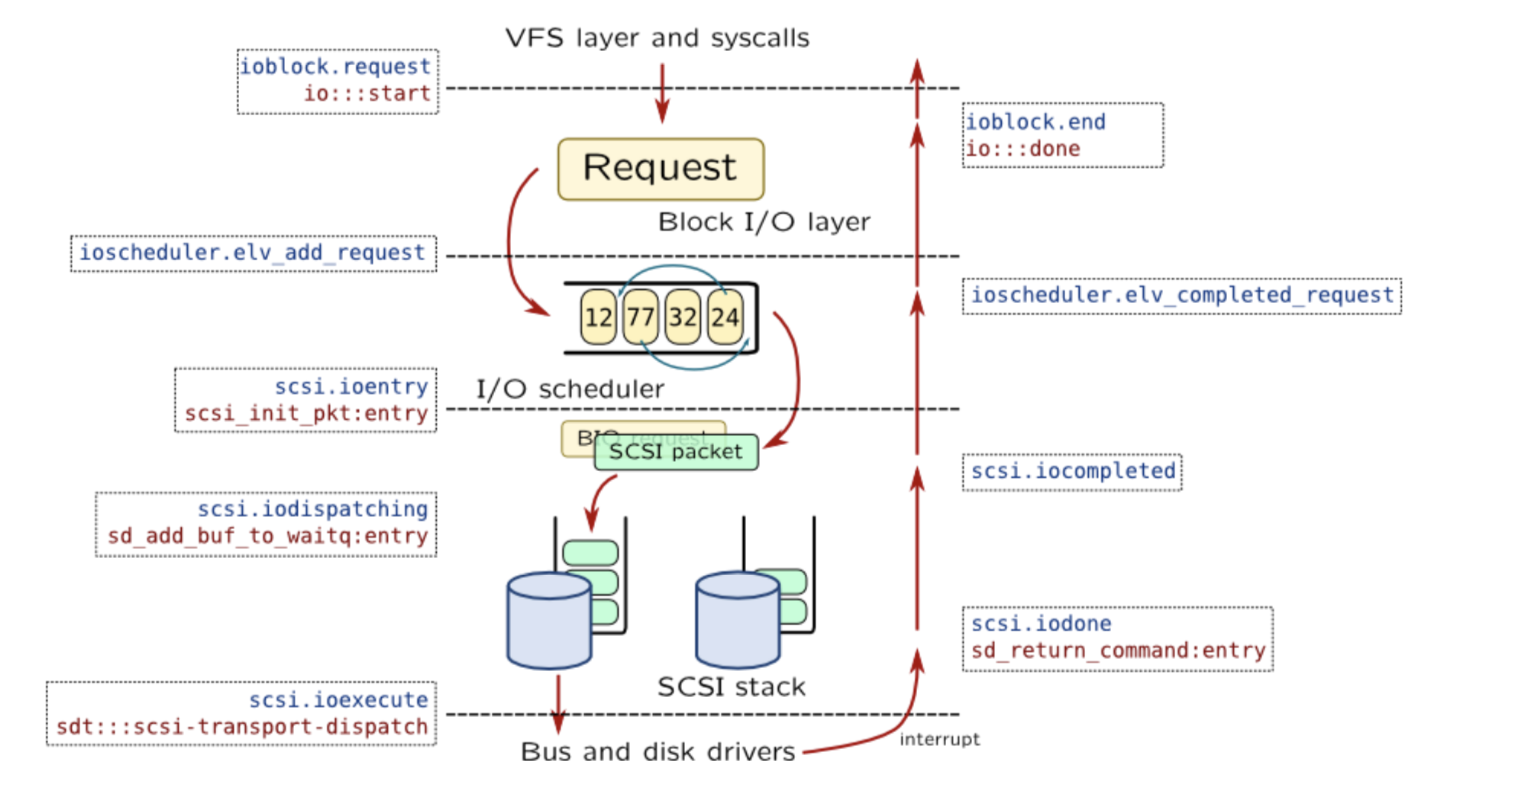 VFS layer and syscalls
ioblock.request
io:::start
ioblock.end
io:::done
Request
Block I/O layer
ioscheduler.elv_add_request
ioscheduler.elv_completed_request
12 77 32 24
scsi.ioentry
scsi_init_pkt:entry
I/O scheduler
BIO request
SCSI packet
scsi.iocompleted
scsi.iodispatching
sd_add_buf_to_waitq:entry
scsi.iodone
sd_return_command:entry
SCSI stack
scsi.ioexecute
sdt:::scsi-transport-dispatch
interrupt
Bus and disk drivers